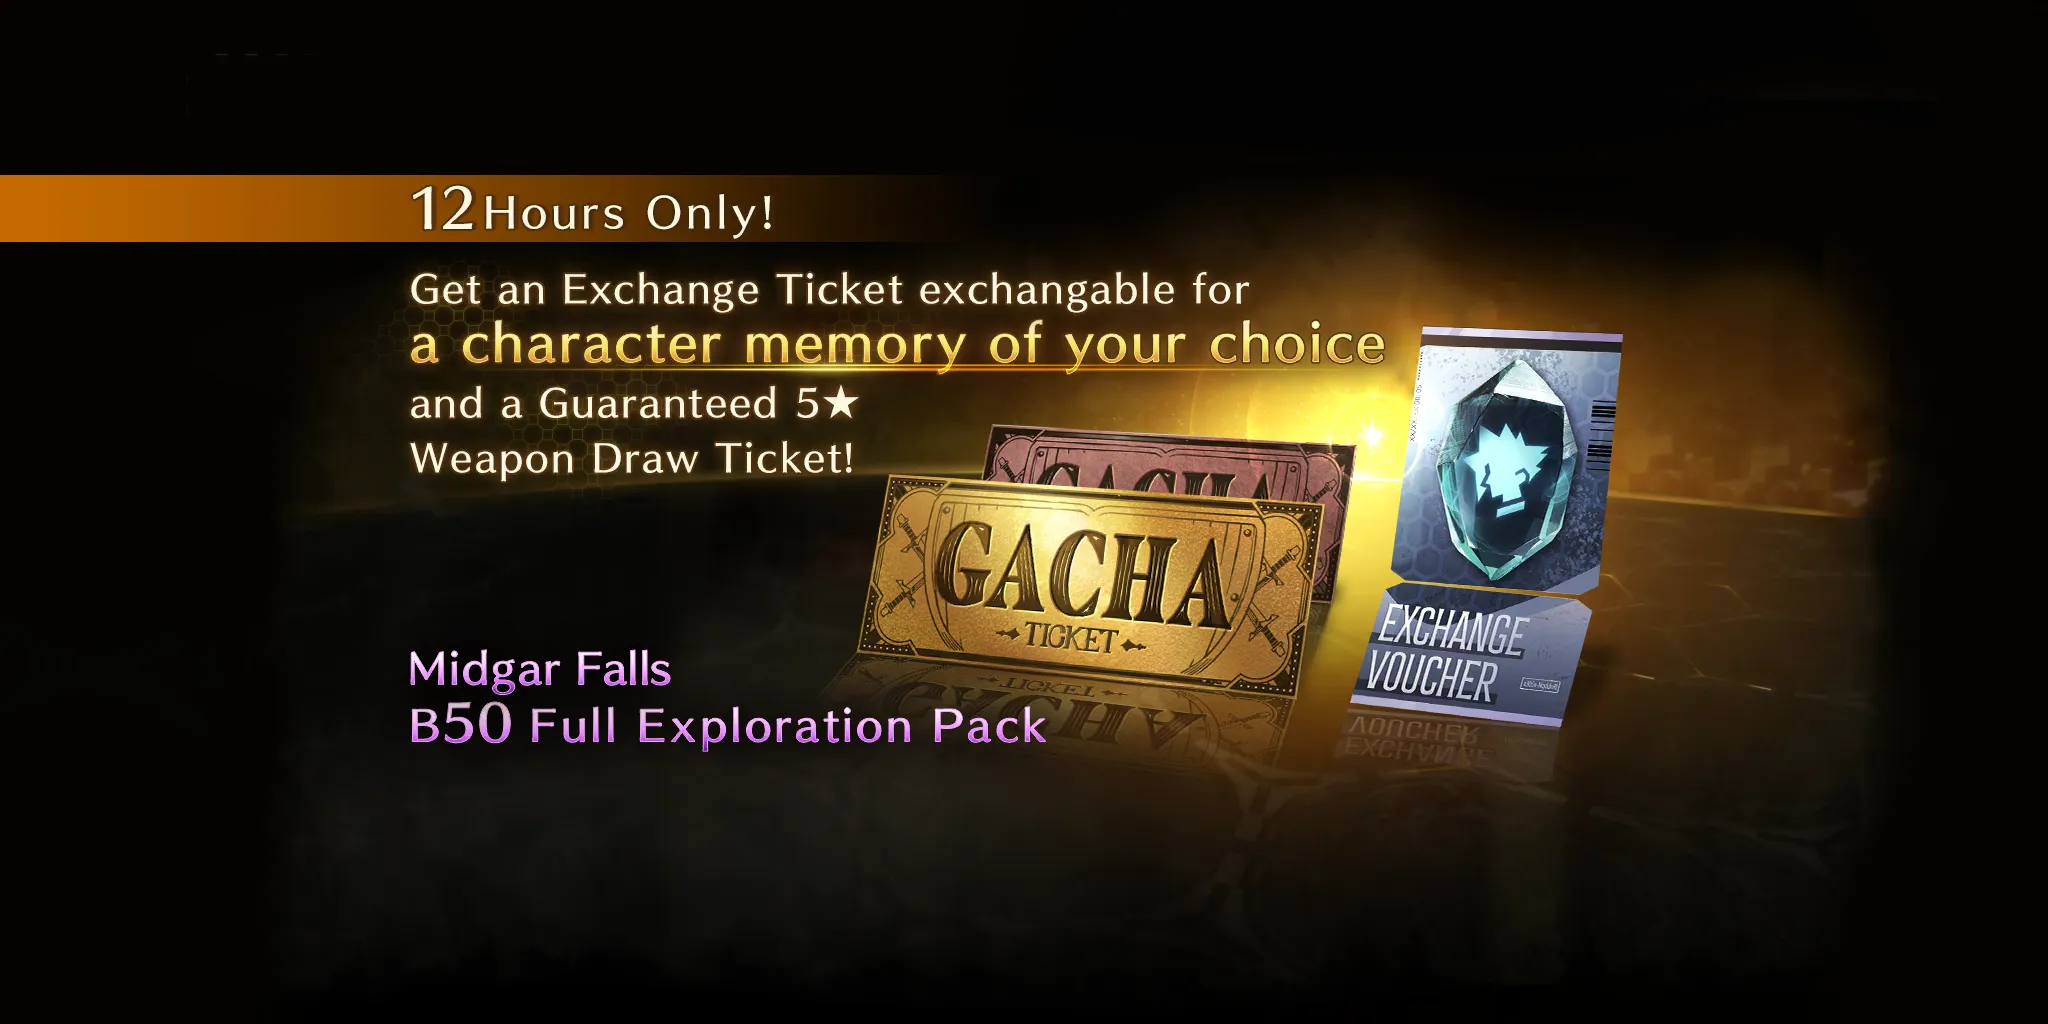 12 Hours Only!
Get an Exchange Ticket exchangable for
a character memory of your choice
and a Guaranteed 5★
Weapon Draw Ticket!
GACHA
GACHA
TICKET
EXCHANGE
VOUCHER
Midgar Falls
B50 Full Exploration Pack